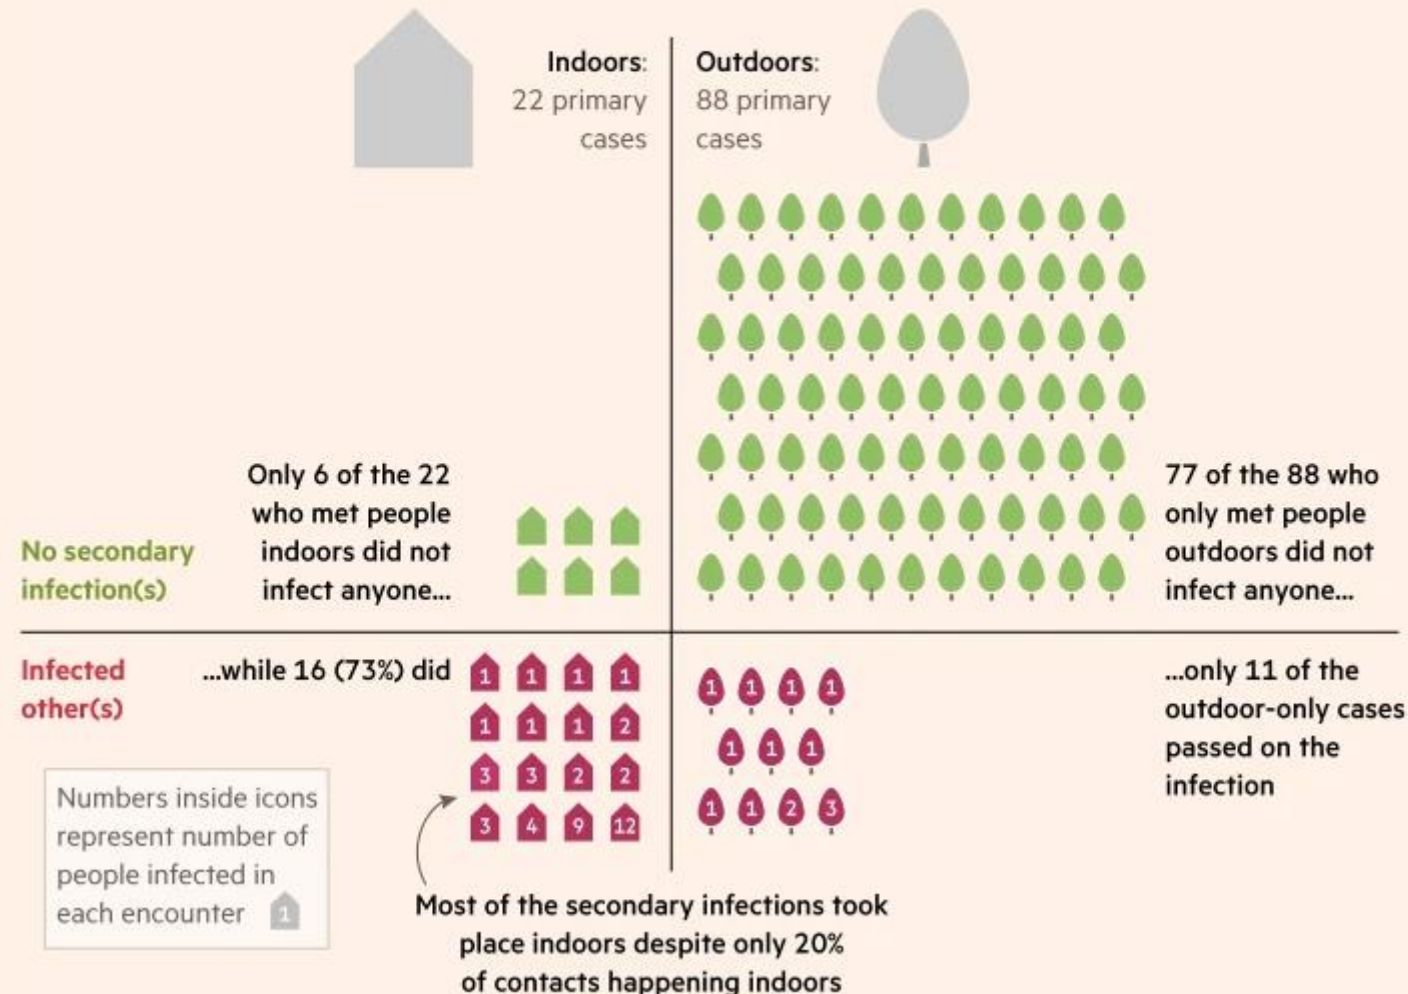 Indoors:
22 primary
cases
Outdoors:
88 primary
cases
Only 6 of the 22
who met people
indoors did not
infect anyone...
No secondary
infection(s)
77 of the 88 who
only met people
outdoors did not
infect anyone...
Infected
other(s)
...while 16 (73%) did
1 1 1 1
1 1 1 2
3 3 2 2
3 4 9 12
1 1 1 1
1 1 1
1 1 2 3
...only 11 of the
outdoor-only cases
passed on the
infection
Numbers inside icons
represent number of
people infected in
each encounter 1
Most of the secondary infections took
place indoors despite only 20%
of contacts happening indoors